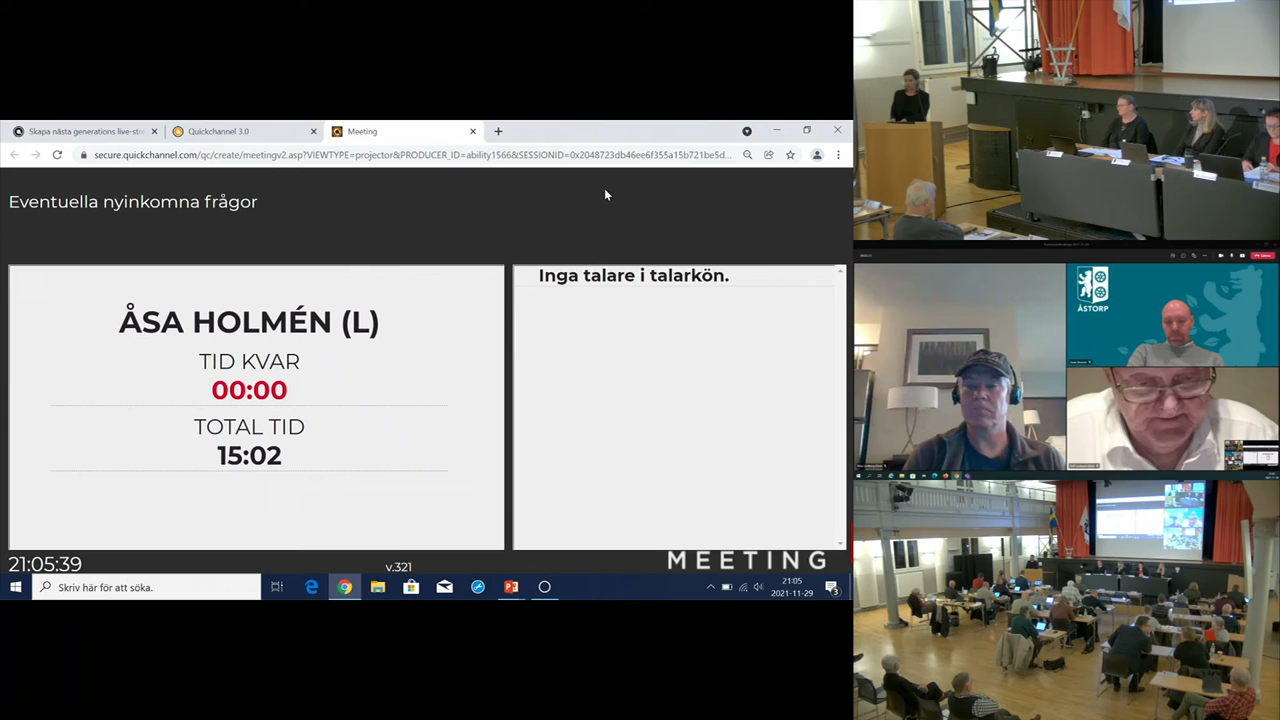 Skapa nästa generations live-stre
Quickchannel 3.0
Meeting
secure.quickchannel.com/qc/create/meetingv2.asp?VIEWTYPE=projector&PRODUCER_ID=ability1566&SESSIONID=0x2048723db46ee6f355a15b721be5d...
Eventuella nyinkomna frågor
ÅSA HOLMÉN (L)
TID KVAR
00:00
TOTAL TID
15:02
Inga talare i talarkön.
21:05:39
v.321
MEETING
Skriv här för att söka.
21:05
2021-11-29
3
ÅSTORP